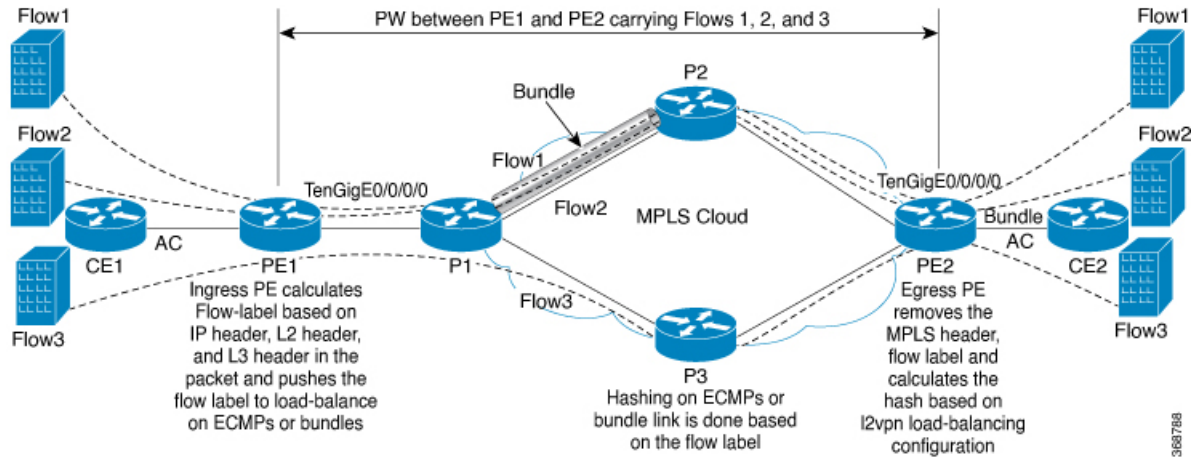 PW between PE1 and PE2 carrying Flows 1, 2, and 3
Flow1
Flow1
P2
Bundle
Flow2
Flow2
Flow1
TenGigE0/0/0/0
TenGigE0/0/0/0
Flow2
MPLS Cloud
Bundle
AC
AC
CE1
PE1
P1
PE2
CE2
Flow3
Flow3
Flow3
Ingress PE calculates
Flow-label based on
IP header, L2 header,
and L3 header in the
packet and pushes the
flow label to load-balance
on ECMPs or bundles
P3
Hashing on ECMPs or
bundle link is done based
on the flow label
Egress PE
removes the
MPLS header,
flow label and
calculates the
hash based on
l2vpn load-balancing
configuration
368788